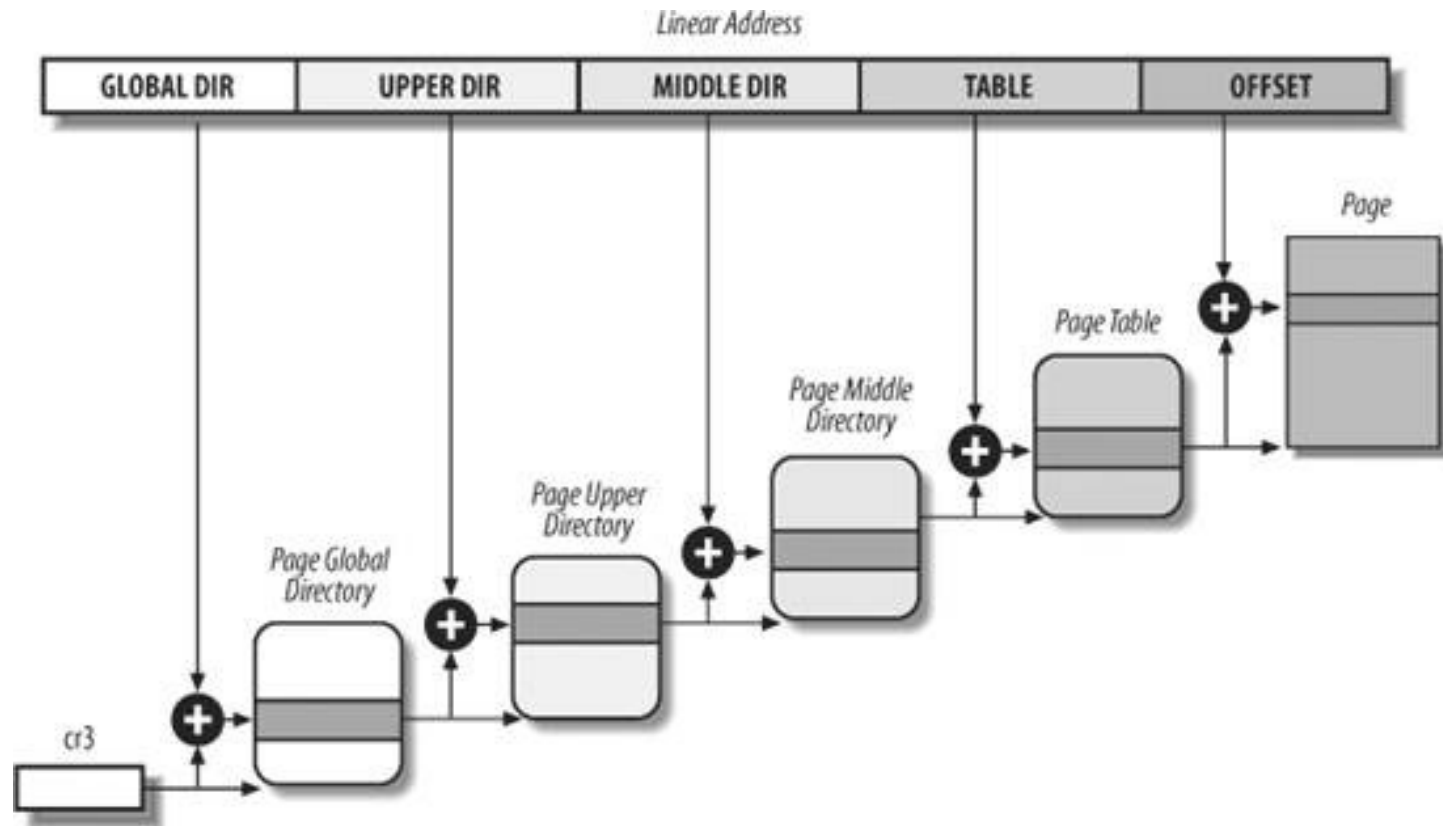 Linear Address
GLOBAL DIR UPPER DIR MIDDLE DIR TABLE OFFSET
Page
Page Table
Page Middle
Directory
Page Upper
Directory
Page Global
Directory
cr3